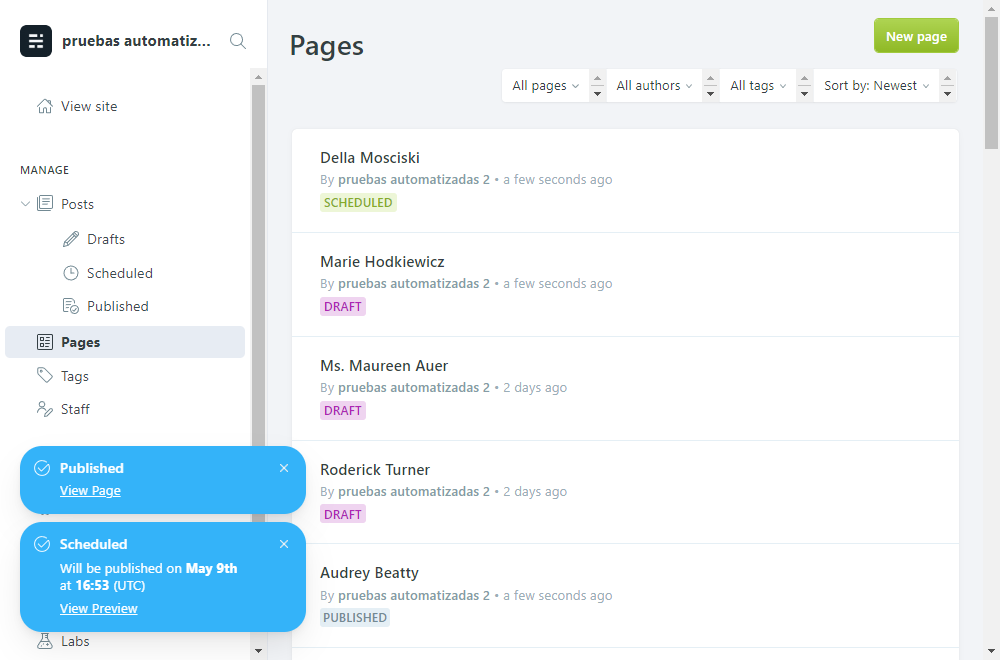 pruebas automatiz...
View site
MANAGE
Posts
Drafts
Scheduled
Published
Pages
Tags
Staff
Published
View Page
Scheduled
Will be published on May 9th
at 16:53 (UTC)
View Preview
Labs
Pages
New page
All pages
All authors
All tags
Sort by: Newest
Della Mosciski
By pruebas automatizadas 2 • a few seconds ago
SCHEDULED
Marie Hodkiewicz
By pruebas automatizadas 2 • a few seconds ago
DRAFT
Ms. Maureen Auer
By pruebas automatizadas 2 • 2 days ago
DRAFT
Roderick Turner
By pruebas automatizadas 2 • 2 days ago
DRAFT
Audrey Beatty
By pruebas automatizadas 2 • a few seconds ago
PUBLISHED